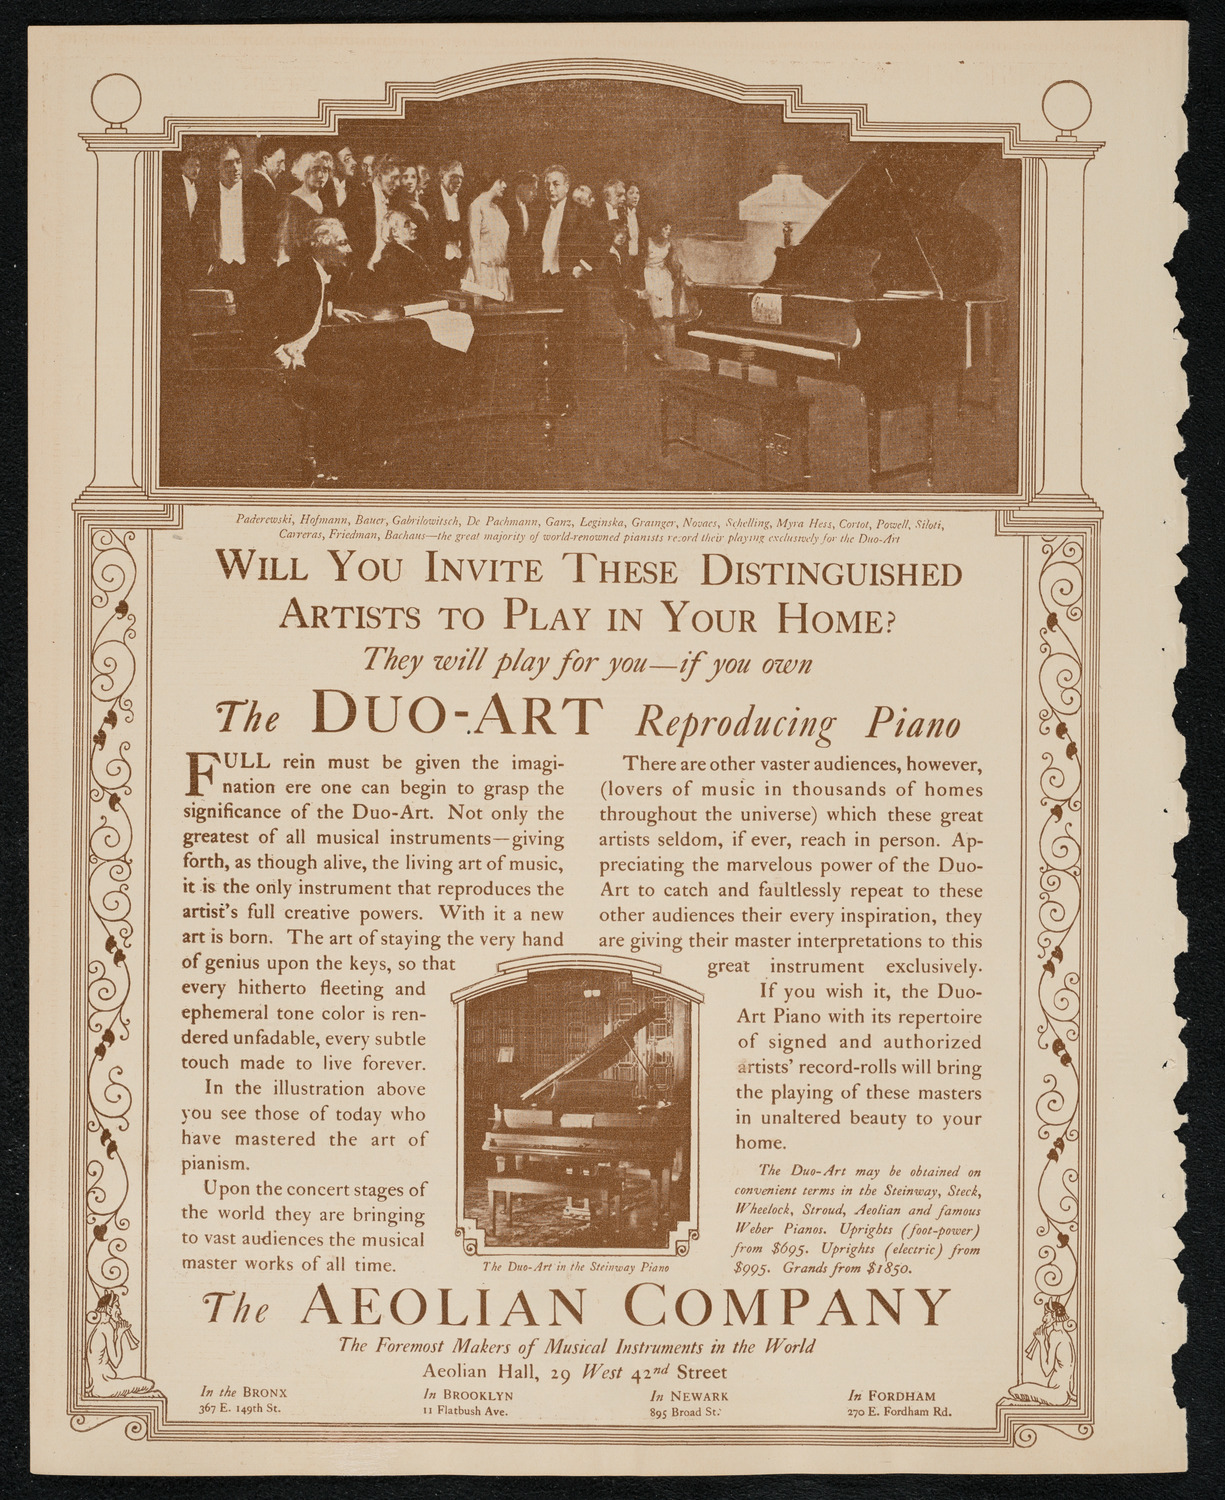 Paderewski, Hofmann, Bauer, Gabrilowitsch, De Pachmann, Ganz, Leginska, Grainger, Novaes, Schelling, Myra Hess, Cortot, Powell, Siloti,
Carreras, Friedman, Bachaus—the great majority of world-renowned pianists record their playing exclusively for the Duo-Art
WILL YOU INVITE THESE DISTINGUISHED
ARTISTS TO PLAY IN YOUR HOME?
They will play for you—if you own
The DUO-ART Reproducing Piano
FULL rein must be given the imagi-
nation ere one can begin to grasp the
significance of the Duo-Art. Not only the
greatest of all musical instruments—giving
forth, as though alive, the living art of music,
it is the only instrument that reproduces the
artist's full creative powers. With it a new
art is born. The art of staying the very hand
of genius upon the keys, so that
every hitherto fleeting and
ephemeral tone color is ren-
dered unfadable, every subtle
touch made to live forever.
In the illustration above
you see those of today who
have mastered the art of
pianism.
Upon the concert stages of
the world they are bringing
to vast audiences the musical
master works of all time.
There are other vaster audiences, however,
(lovers of music in thousands of homes
throughout the universe) which these great
artists seldom, if ever, reach in person. Ap-
preciating the marvelous power of the Duo-
Art to catch and faultlessly repeat to these
other audiences their every inspiration, they
are giving their master interpretations to this
great instrument exclusively.
If you wish it, the Duo-
Art Piano with its repertoire
of signed and authorized
artists' record-rolls will bring
the playing of these masters
in unaltered beauty to your
home.
The Duo-Art may be obtained on
convenient terms in the Steinway, Steck,
Wheelock, Stroud, Aeolian and famous
Weber Pianos. Uprights (foot-power)
from $695. Uprights (electric) from
$995. Grands from $1850.
The Duo-Art in the Steinway Piano
The AEOLIAN COMPANY
The Foremost Makers of Musical Instruments in the World
Aeolian Hall, 29 West 42nd Street
In the BRONX
367 E. 149th St.
In BROOKLYN
11 Flatbush Ave.
In NEWARK
895 Broad St.
In FORDHAM
270 E. Fordham Rd.